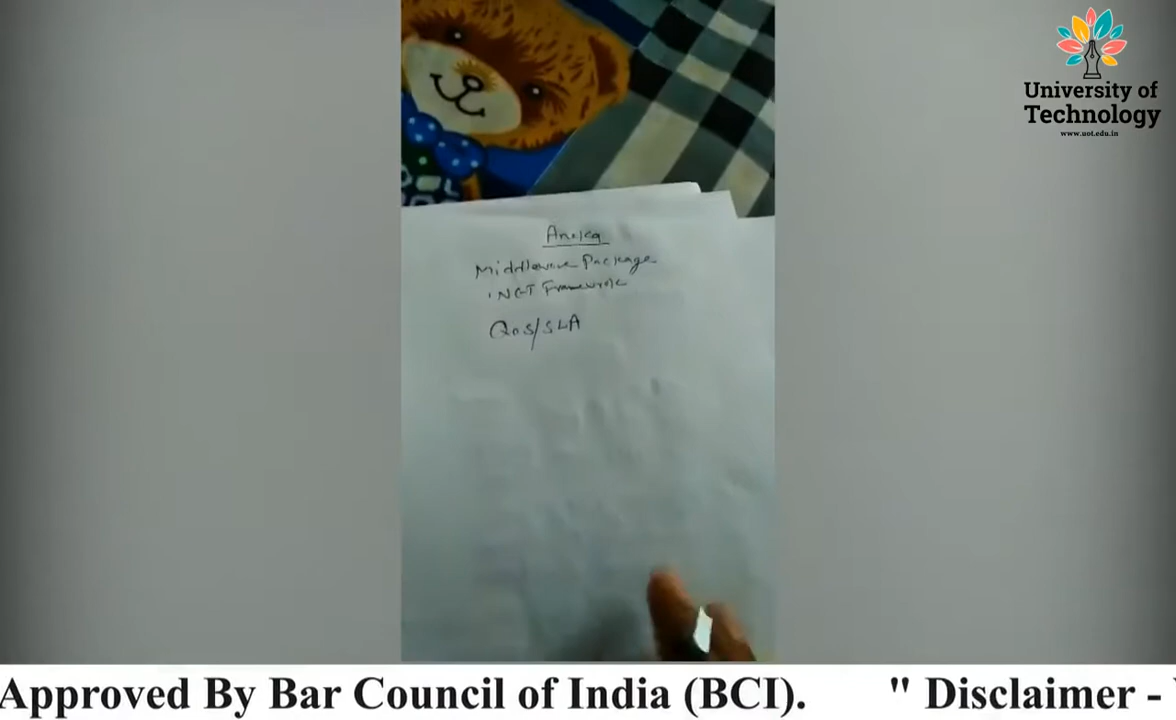 University of
Technology
www.uot.edu.in
Aneka
Middleware Package
.NET Framework
QoS/SLA
Approved By Bar Council of India (BCI). " Disclaimer -